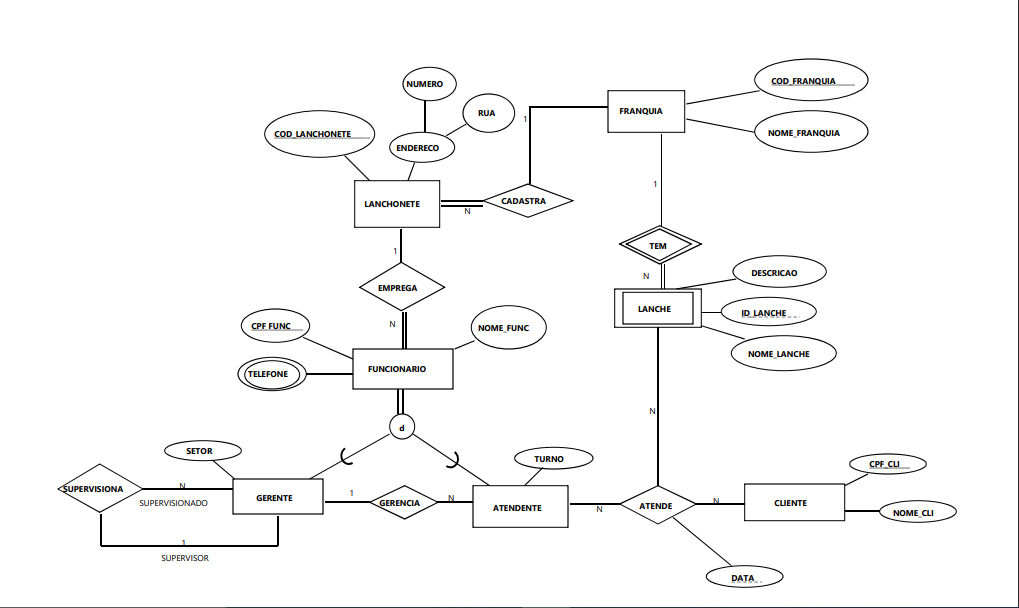 COD_FRANQUIA
NUMERO
RUA
1
FRANQUIA
NOME_FRANQUIA
COD_LANCHONETE
ENDERECO
LANCHONETE
N
CADASTRA
1
1
TEM
N
DESCRICAO
EMPREGA
N
LANCHE
ID_LANCHE
CPF FUNC
NOME_FUNC
NOME_LANCHE
TELEFONE
FUNCIONARIO
N
d
SETOR
TURNO
CPF_CLI
SUPERVISIONA
N
SUPERVISIONADO
GERENTE
1
GERENCIA
N
ATENDENTE
N
ATENDE
N
CLIENTE
NOME_CLI
1
SUPERVISOR
DATA